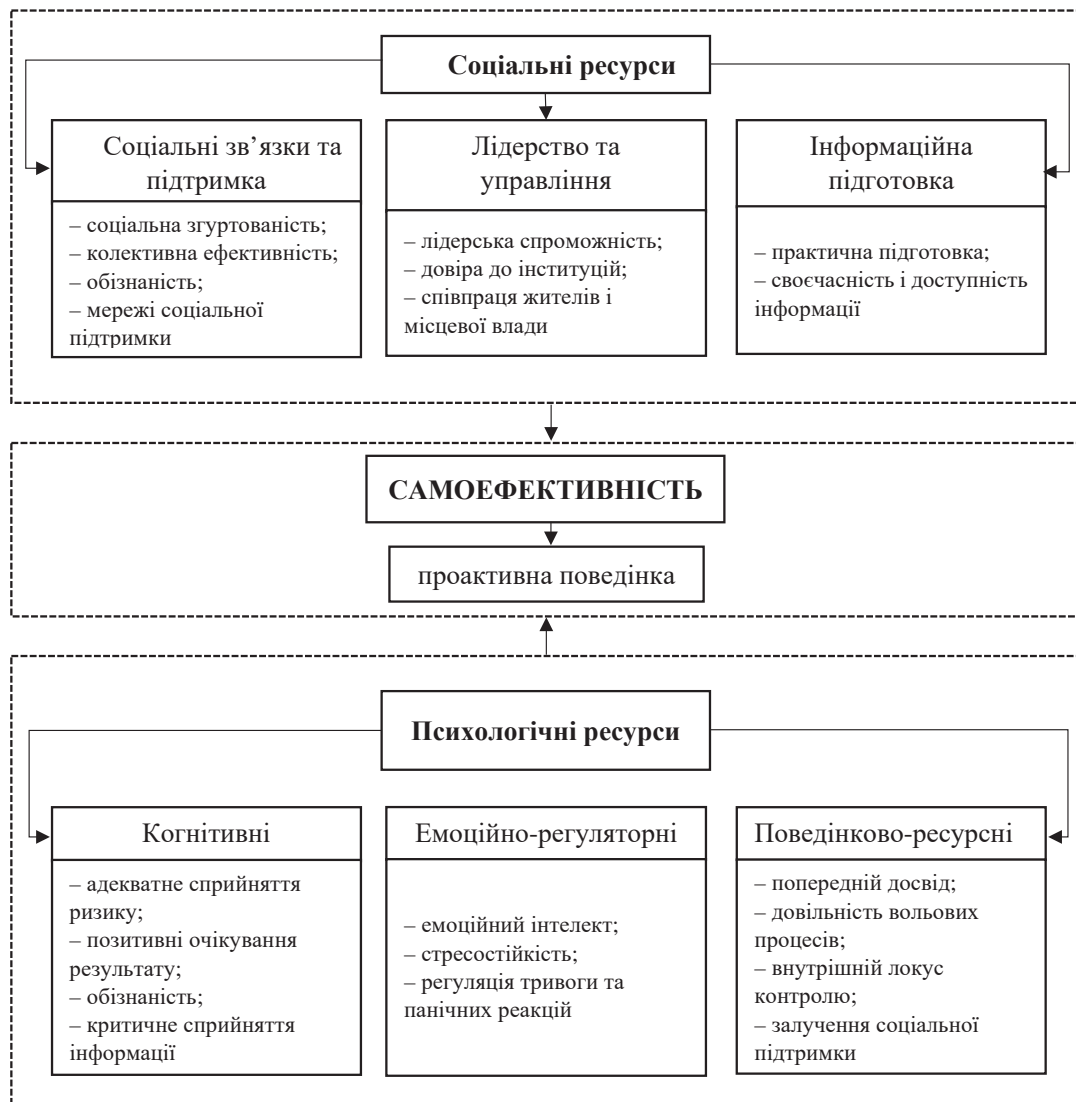 Соціальні ресурси
Соціальні зв’язки та
підтримка
– соціальна згуртованість;
– колективна ефективність;
– обізнаність;
– мережі соціальної
підтримки
Лідерство та
управління
– лідерська спроможність;
– довіра до інституцій;
– співпраця жителів і
місцевої влади
Інформаційна
підготовка
– практична підготовка;
– своєчасність і доступність
інформації
САМОЕФЕКТИВНІСТЬ
проактивна поведінка
Психологічні ресурси
Когнітивні
– адекватне сприйняття
ризику;
– позитивні очікування
результату;
– обізнаність;
– критичне сприйняття
інформації
Емоційно-регуляторні
– емоційний інтелект;
– стресостійкість;
– регуляція тривоги та
панічних реакцій
Поведінково-ресурсні
– попередній досвід;
– довільність вольових
процесів;
– внутрішній локус
контролю;
– залучення соціальної
підтримки